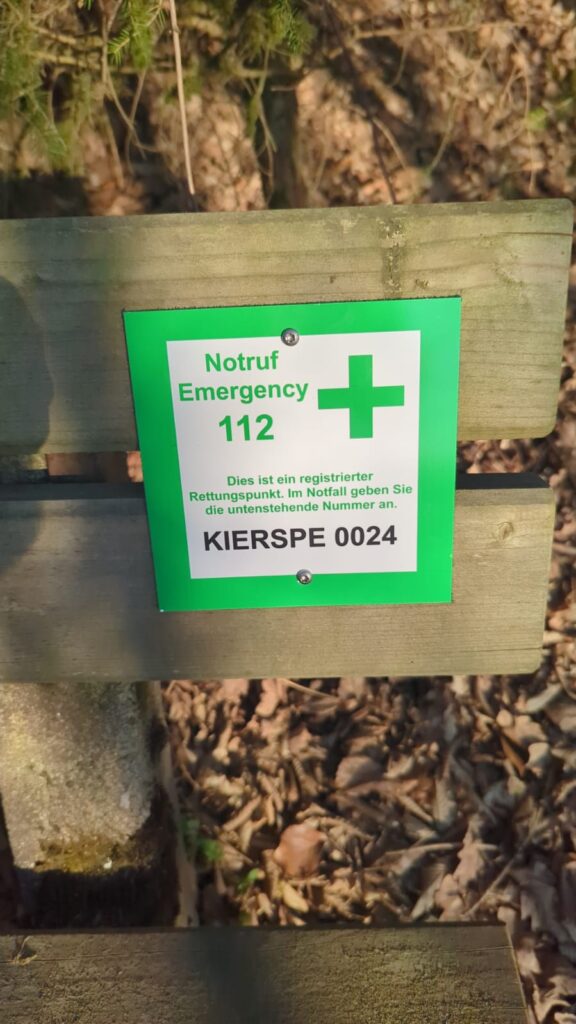 Notruf
Emergency
112
Dies ist ein registrierter
Rettungspunkt. Im Notfall geben Sie
die untenstehende Nummer an.
KIERSPE 0024